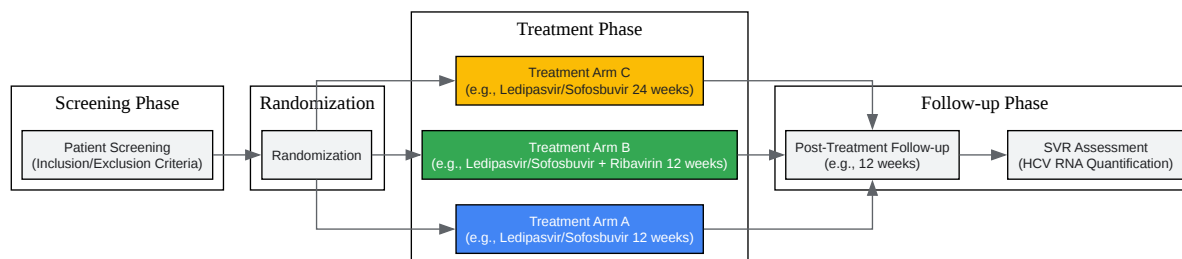 Screening Phase
Patient Screening
(Inclusion/Exclusion Criteria)
Randomization
Randomization
Treatment Phase
Treatment Arm C
(e.g., Ledipasvir/Sofosbuvir 24 weeks)
Treatment Arm B
(e.g., Ledipasvir/Sofosbuvir + Ribavirin 12 weeks)
Treatment Arm A
(e.g., Ledipasvir/Sofosbuvir 12 weeks)
Follow-up Phase
Post-Treatment Follow-up
(e.g., 12 weeks)
SVR Assessment
(HCV RNA Quantification)